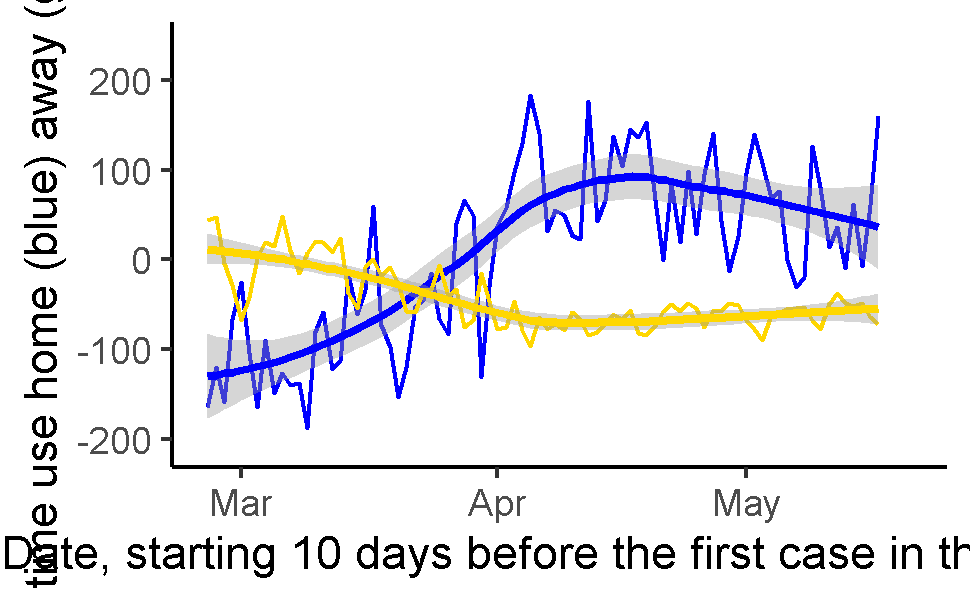 time use home (blue) away (
200
100
0
-100
-200
Mar Apr May
Date, starting 10 days before the first case in th